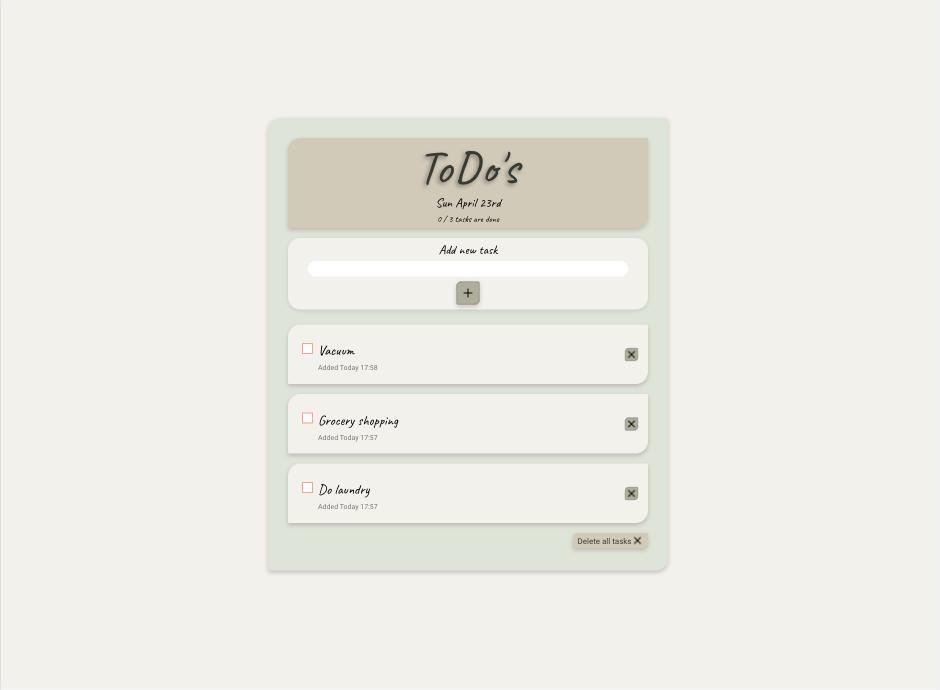 ToDo's
Sun April 23rd
0 / 3 tasks are done
Add new task
+
Vacuum
Added Today 17:58
Grocery shopping
Added Today 17:57
Do laundry
Added Today 17:57
Delete all tasks